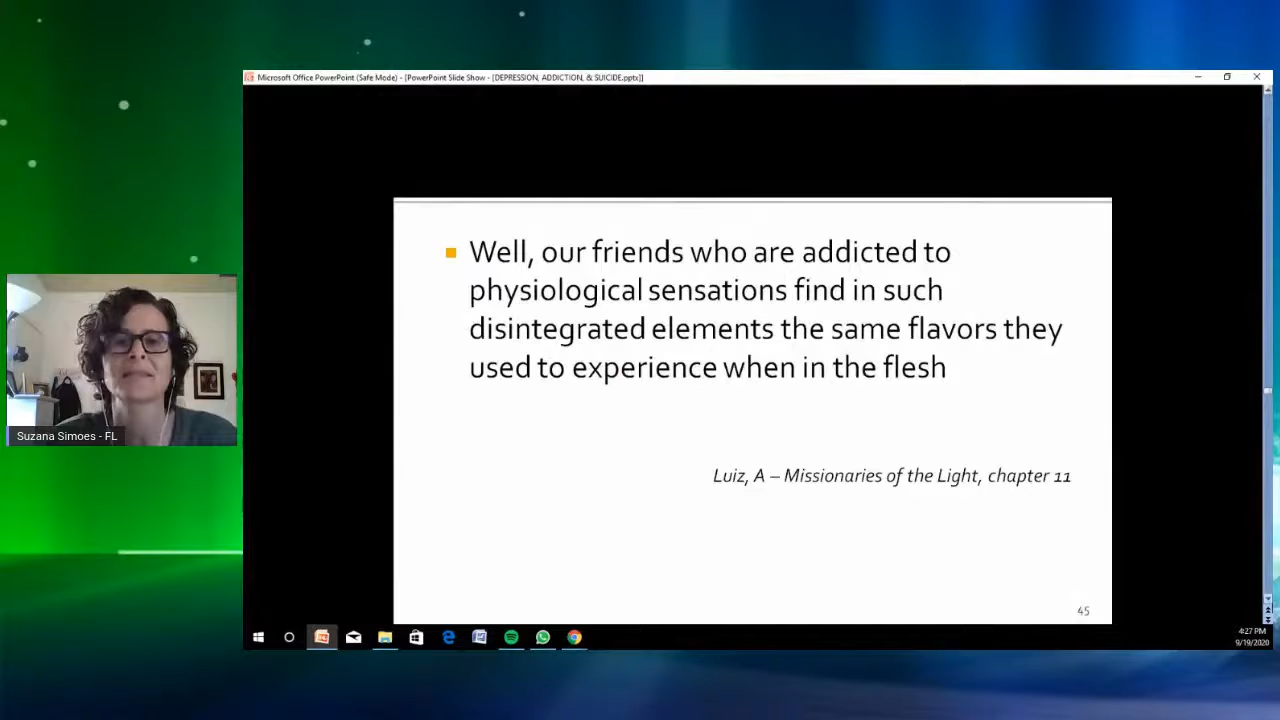 Microsoft Office PowerPoint (Safe Mode) - [PowerPoint Slide Show - [DEPRESSION, ADDICTION, & SUICIDE.pptx]]
Well, our friends who are addicted to
physiological sensations find in such
disintegrated elements the same flavors they
used to experience when in the flesh
Luiz, A – Missionaries of the Light, chapter 11
Suzana Simoes - FL
45
4:27 PM
9/19/2020